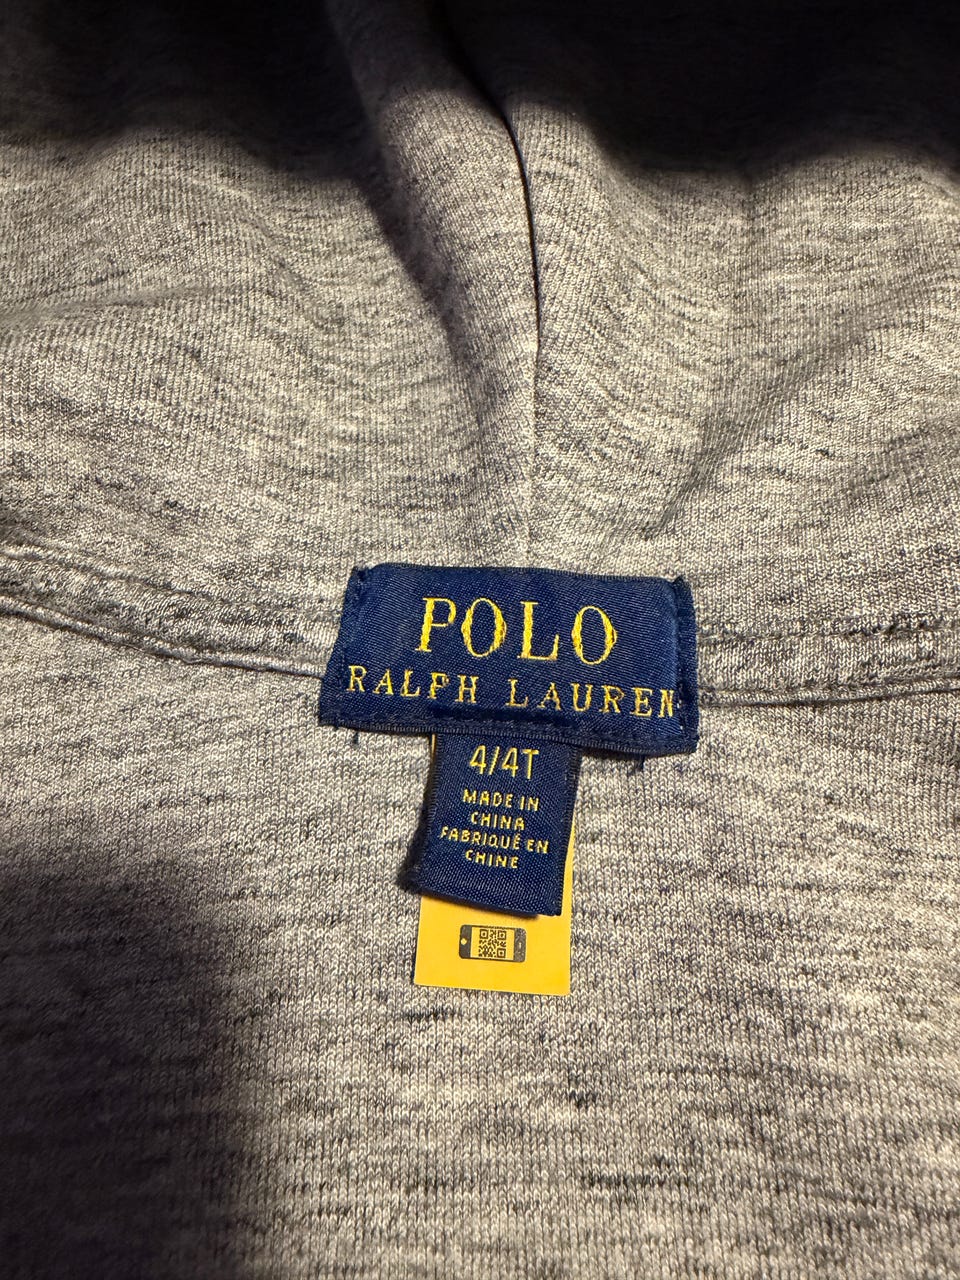 POLO
RALPH LAUREN
4/4T
MADE IN
CHINA
FABRIQUÉ EN
CHINE